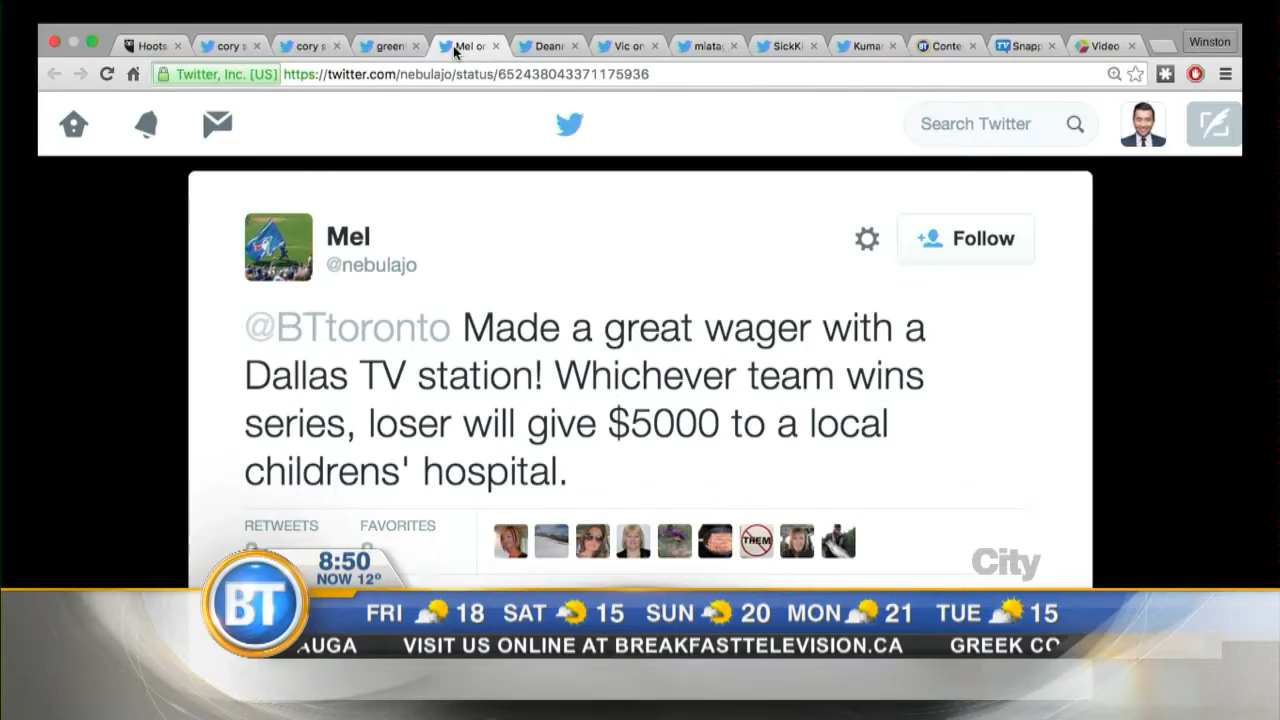 Hoots
cory s
cory s
green
Mel or
Deann
Vic or
miata
SickKi
Kuma
Conte
Snapp
Video
Winston
Twitter, Inc. [US] https://twitter.com/nebulajo/status/652438043371175936
Search Twitter
Mel
@nebulajo
Follow
@BTtoronto Made a great wager with a
Dallas TV station! Whichever team wins
series, loser will give $5000 to a local
childrens' hospital.
RETWEETS FAVORITES
THEM
City
8:50
NOW 12°
BT
FRI 18 SAT 15 SUN 20 MON 21 TUE 15
AUGA VISIT US ONLINE AT BREAKFASTTELEVISION.CA GREEK CO